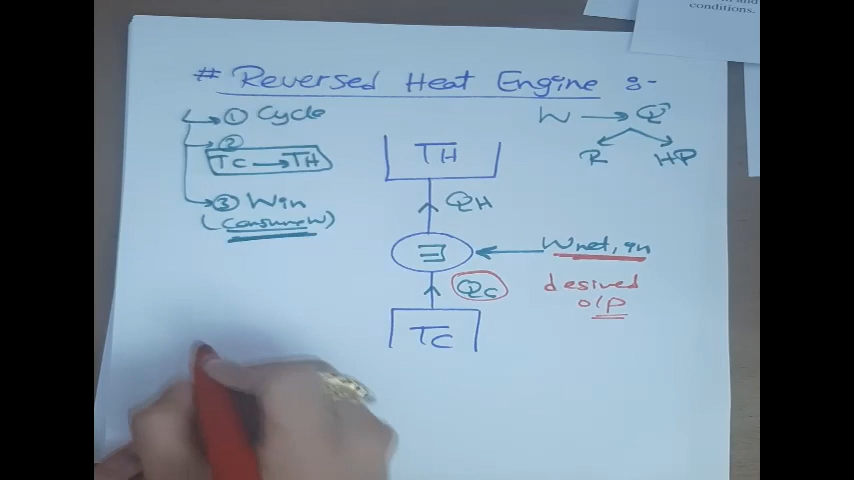 conditions.
# Reversed Heat Engine :-
① Cycle
②
TC → TH
③ Win
(Consume W)
W → Q
R HP
TH
QH
E
Wnet, in
QC
desired
o/p
TC